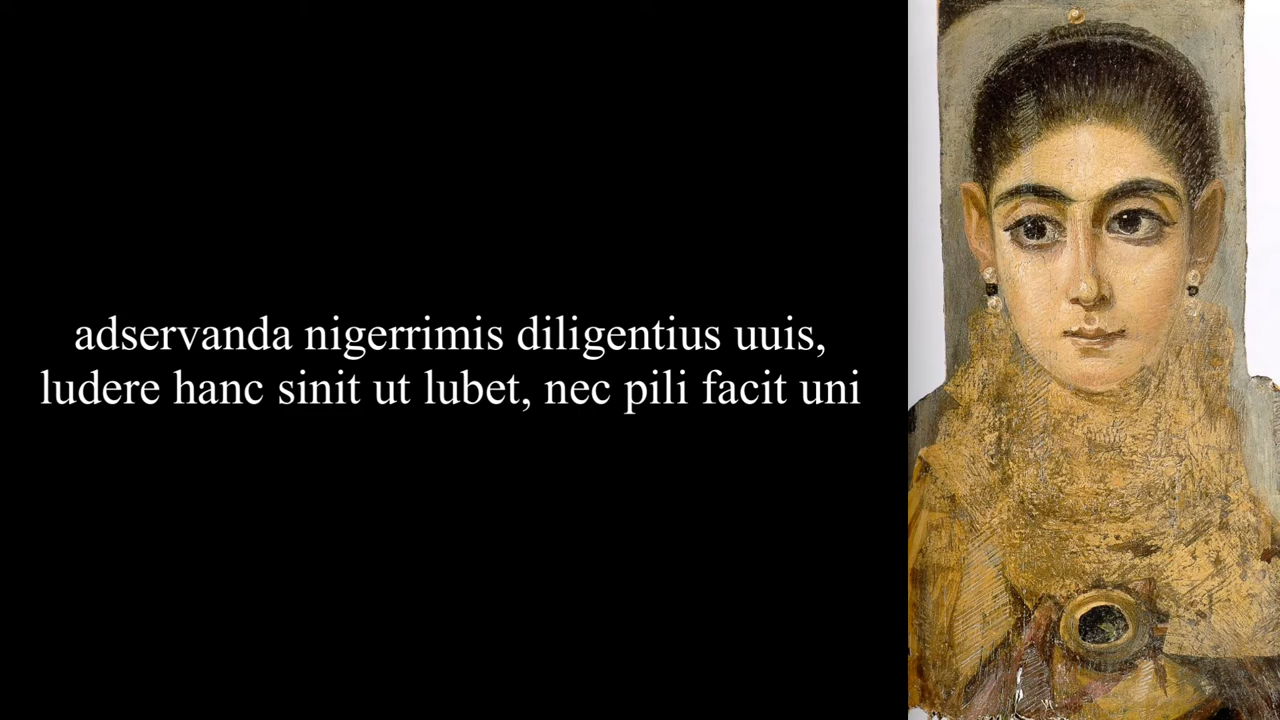 adservanda nigerrimis diligentius uuis,
ludere hanc sinit ut lubet, nec pili facit uni